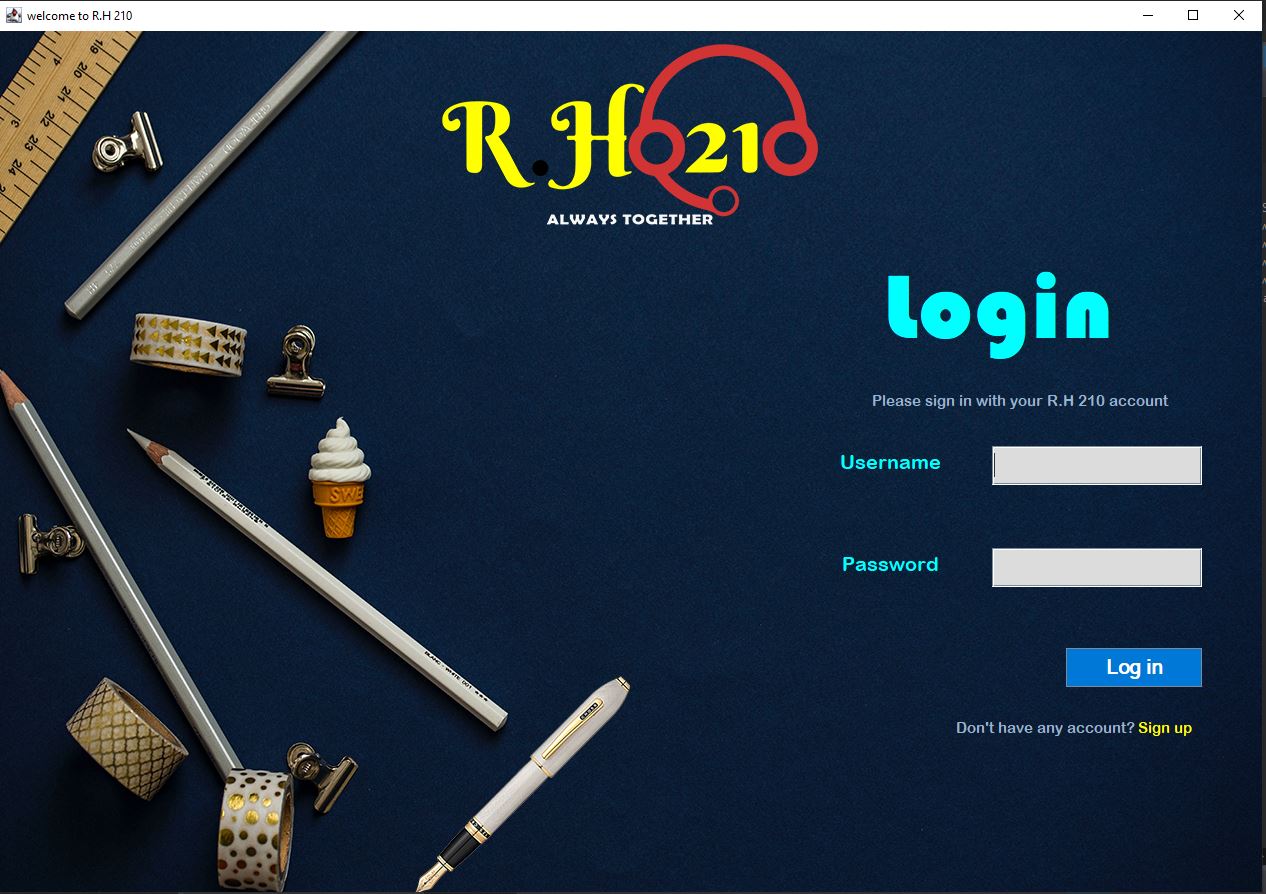 welcome to R.H 210
R.H 210
ALWAYS TOGETHER
Login
Please sign in with your R.H 210 account
Username
Password
Log in
Don't have any account? Sign up
SWE